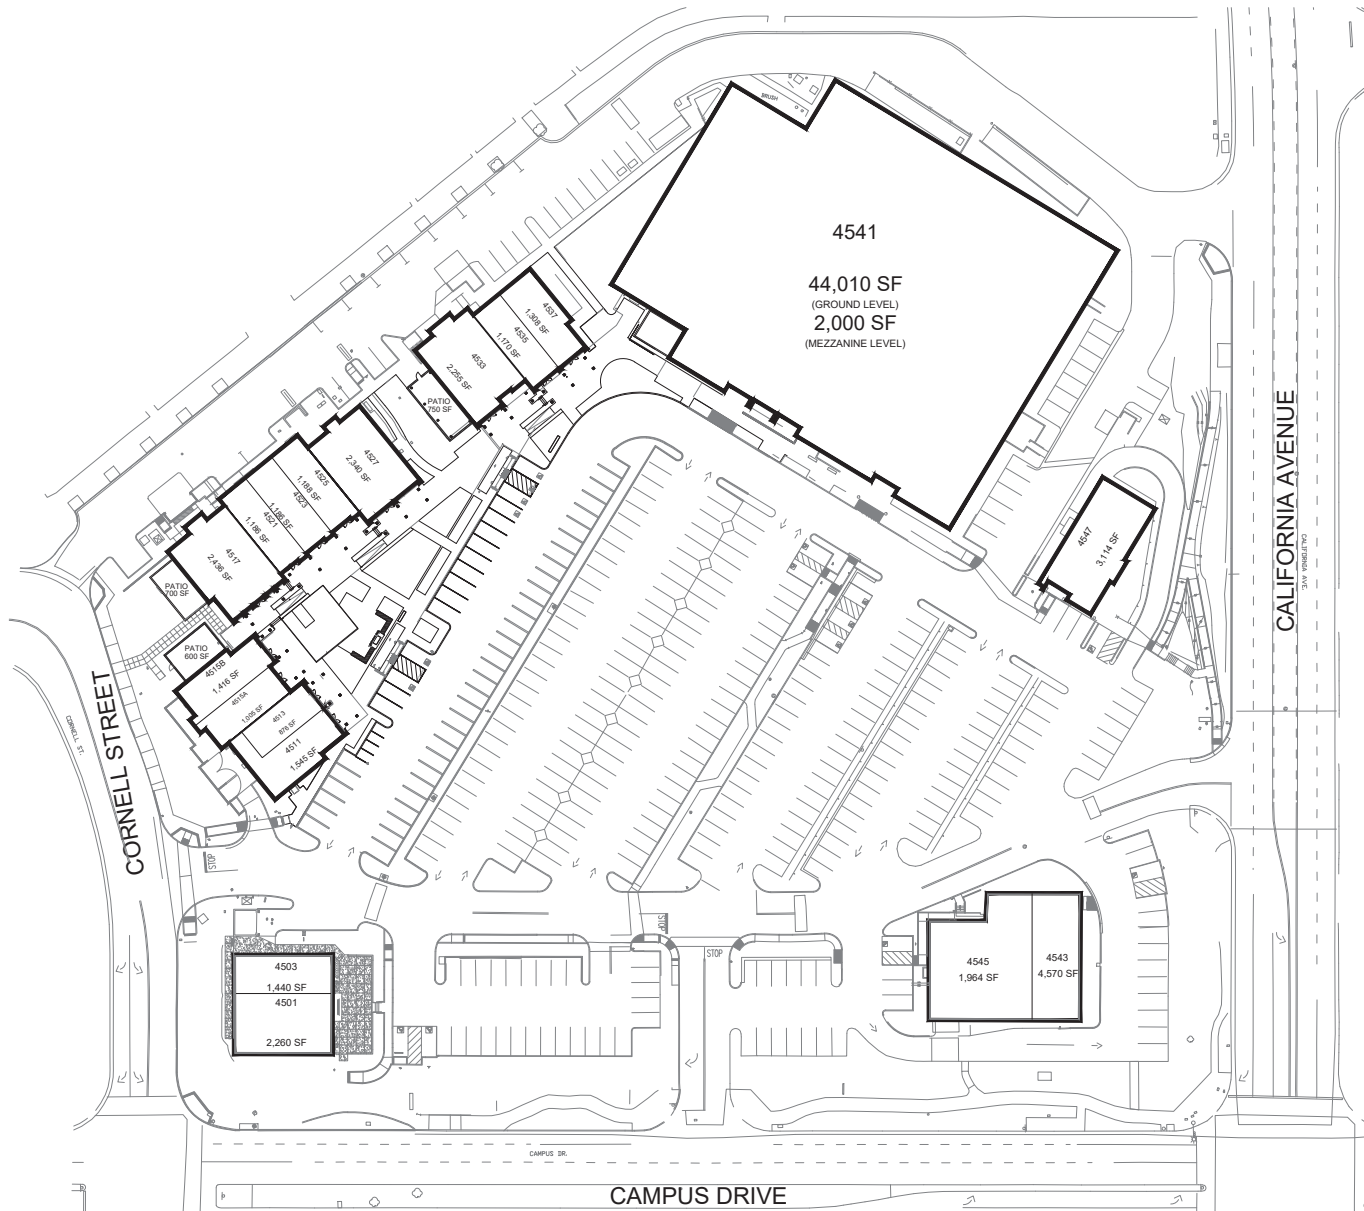 BRUSH
4541
44,010 SF
(GROUND LEVEL)
2,000 SF
(MEZZANINE LEVEL)
4537
1,308 SF
4535
1,170 SF
4533
2,255 SF
PATIO
750 SF
4527
2,340 SF
4525
1,188 SF
4523
1,186 SF
4521
1,186 SF
4517
2,436 SF
PATIO
700 SF
PATIO
600 SF
4515B
1,416 SF
4515A
1,005 SF
4513
876 SF
4511
1,545 SF
4547
3,114 SF
CALIFORNIA AVENUE
CALIFORNIA AVE.
CORNELL STREET
CORNELL ST.
STOP
STOP
STOP
4503
1,440 SF
4501
2,260 SF
4545
1,964 SF
4543
4,570 SF
CAMPUS DR.
CAMPUS DRIVE